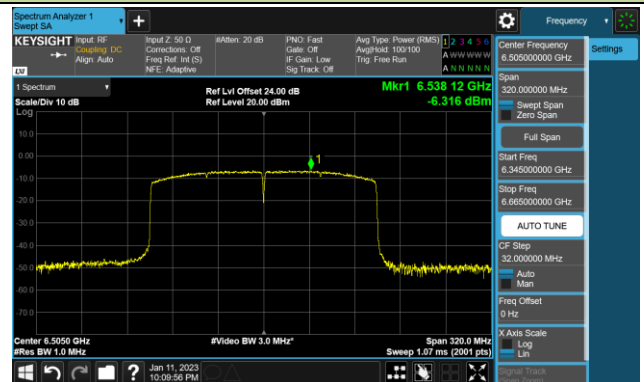 Spectrum Analyzer 1
Swept SA
Frequency
KEYSIGHT
Input: RF
Coupling: DC
Align: Auto
Input Z: 50 Ω
Corrections: Off
Freq Ref: Int (S)
NFE: Adaptive
#Atten: 20 dB
PNO: Fast
Gate: Off
IF Gain: Low
Sig Track: Off
Avg Type: Power (RMS)
Avg|Hold: 100/100
Trig: Free Run
1 2 3 4 5 6
A W W W W W
A N N N N N
LXI
1 Spectrum
Scale/Div 10 dB
Log
Ref Lvl Offset 24.00 dB
Ref Level 20.00 dBm
Mkr1 6.538 12 GHz
-6.316 dBm
10.0
0.00
-10.0
-20.0
-30.0
-40.0
-50.0
-60.0
-70.0
1
Center 6.5050 GHz
#Res BW 1.0 MHz
#Video BW 3.0 MHz*
Span 320.0 MHz
Sweep 1.07 ms (2001 pts)
Jan 11, 2023
10:09:56 PM
Center Frequency
6.505000000 GHz
Span
320.000000 MHz
Swept Span
Zero Span
Full Span
Start Freq
6.345000000 GHz
Stop Freq
6.665000000 GHz
AUTO TUNE
CF Step
32.000000 MHz
Auto
Man
Freq Offset
0 Hz
X Axis Scale
Log
Lin
Signal Track
Settings